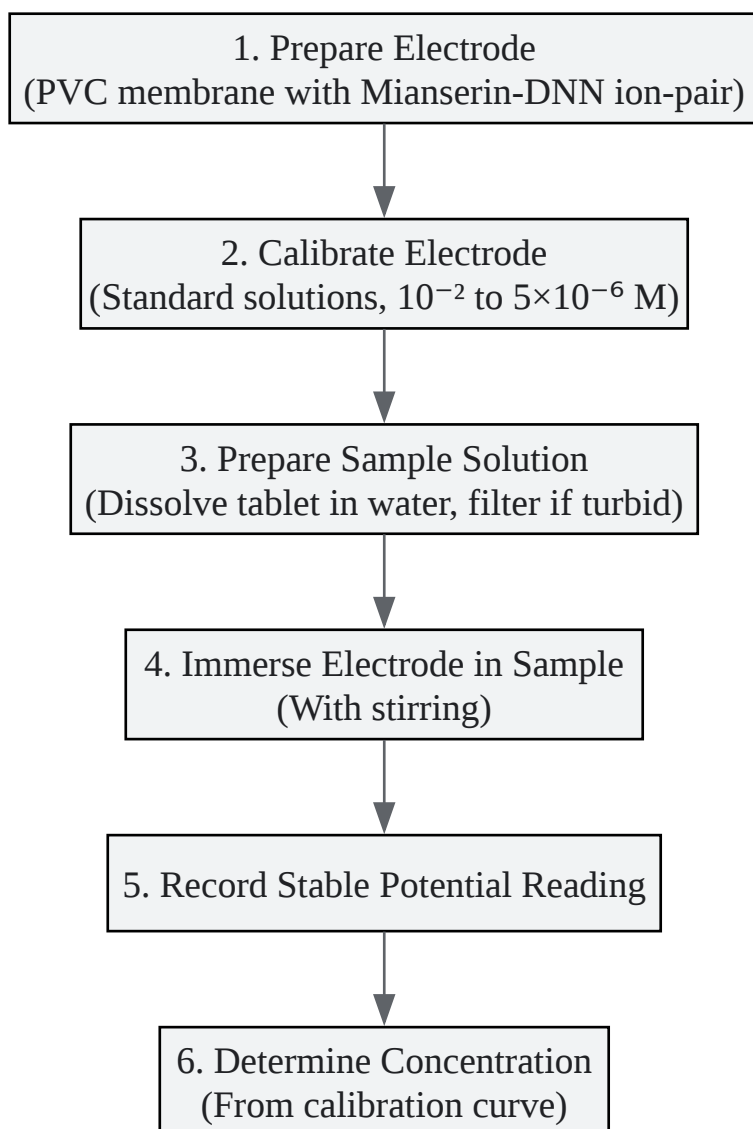 1. Prepare Electrode
(PVC membrane with Mianserin-DNN ion-pair)
2. Calibrate Electrode
(Standard solutions, 10⁻² to 5×10⁻⁶ M)
3. Prepare Sample Solution
(Dissolve tablet in water, filter if turbid)
4. Immerse Electrode in Sample
(With stirring)
5. Record Stable Potential Reading
6. Determine Concentration
(From calibration curve)